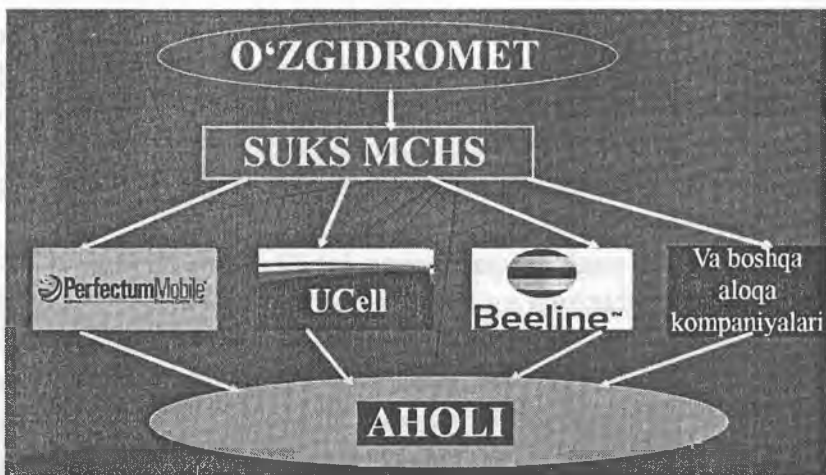 O‘ZGIDROMET
SUKS MCHS
PerfectumMobile
UCell
Beeline
Va boshqa
aloqa
kompaniyalari
AHOLI